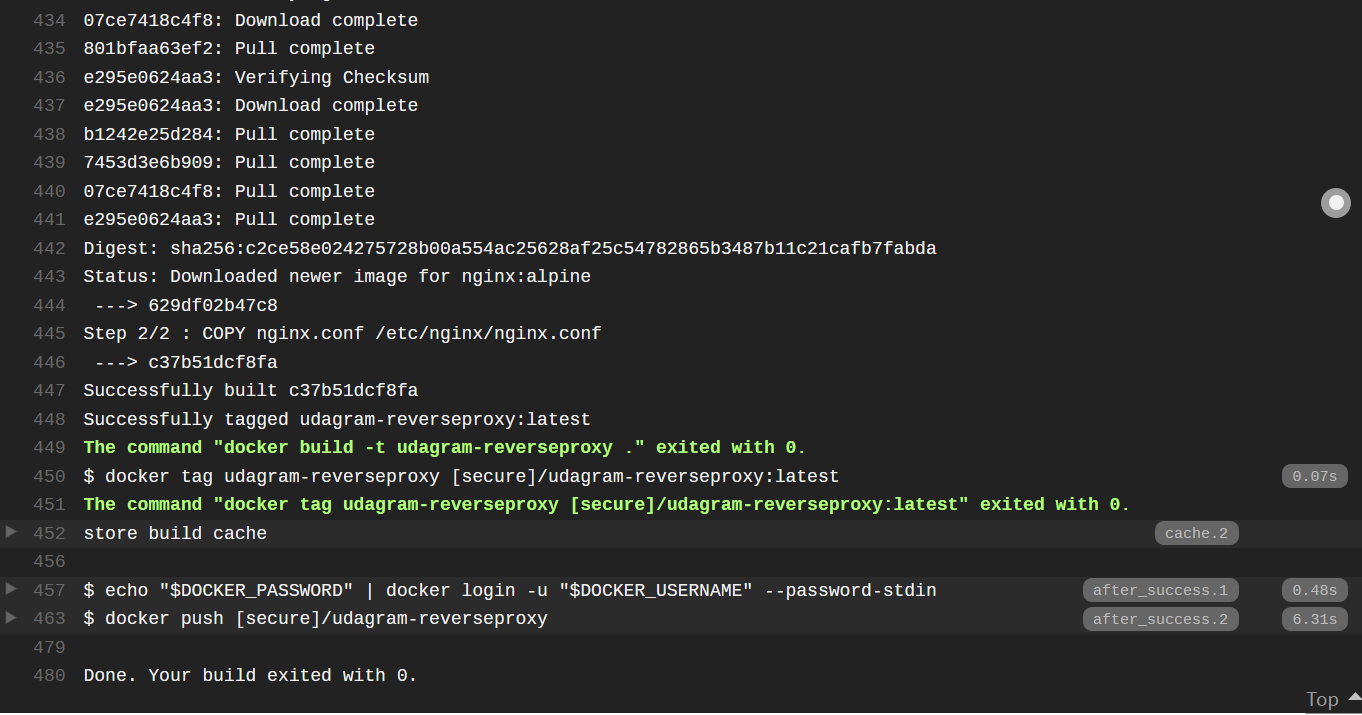 434 07ce7418c4f8: Download complete
435 801bfaa63ef2: Pull complete
436 e295e0624aa3: Verifying Checksum
437 e295e0624aa3: Download complete
438 b1242e25d284: Pull complete
439 7453d3e6b909: Pull complete
440 07ce7418c4f8: Pull complete
441 e295e0624aa3: Pull complete
442 Digest: sha256:c2ce58e024275728b00a554ac25628af25c54782865b3487b11c21cafb7fabda
443 Status: Downloaded newer image for nginx:alpine
444 ---> 629df02b47c8
445 Step 2/2 : COPY nginx.conf /etc/nginx/nginx.conf
446 ---> c37b51dcf8fa
447 Successfully built c37b51dcf8fa
448 Successfully tagged udagram-reverseproxy:latest
449 The command "docker build -t udagram-reverseproxy ." exited with 0.
450 $ docker tag udagram-reverseproxy [secure]/udagram-reverseproxy:latest 0.07s
451 The command "docker tag udagram-reverseproxy [secure]/udagram-reverseproxy:latest" exited with 0.
452 store build cache cache.2
456
457 $ echo "$DOCKER_PASSWORD" | docker login -u "$DOCKER_USERNAME" --password-stdin after_success.1 0.48s
463 $ docker push [secure]/udagram-reverseproxy after_success.2 6.31s
479
480 Done. Your build exited with 0.
Top